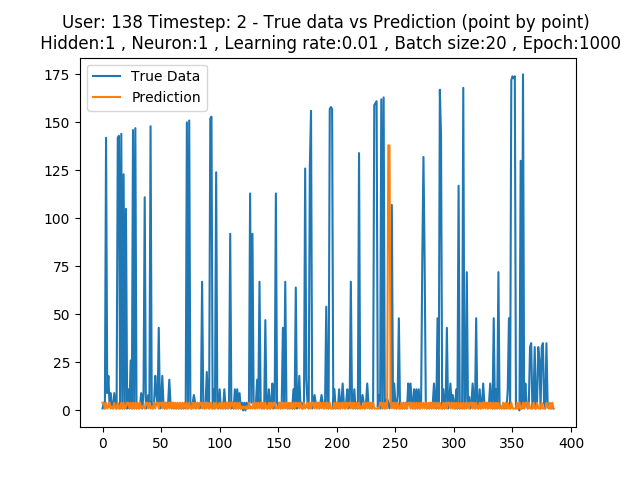 User: 138 Timestep: 2 - True data vs Prediction (point by point)
Hidden:1 , Neuron:1 , Learning rate:0.01 , Batch size:20 , Epoch:1000
True Data
Prediction
175
150
125
100
75
50
25
0
0 50 100 150 200 250 300 350 400